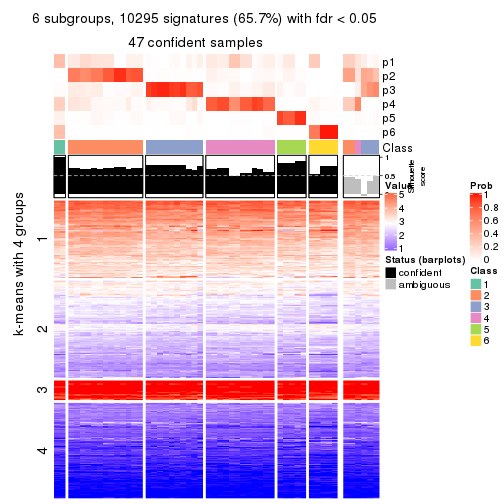 6 subgroups, 10295 signatures (65.7%) with fdr < 0.05
47 confident samples
p1
p2
p3
p4
p5
p6
Class
1
0.5
0
Silhouette
score
k-means with 4 groups
1
2
3
4
Value
5
4
3
2
1
Status (barplots)
confident
ambiguous
Prob
1
0.8
0.6
0.4
0.2
0
Class
1
2
3
4
5
6